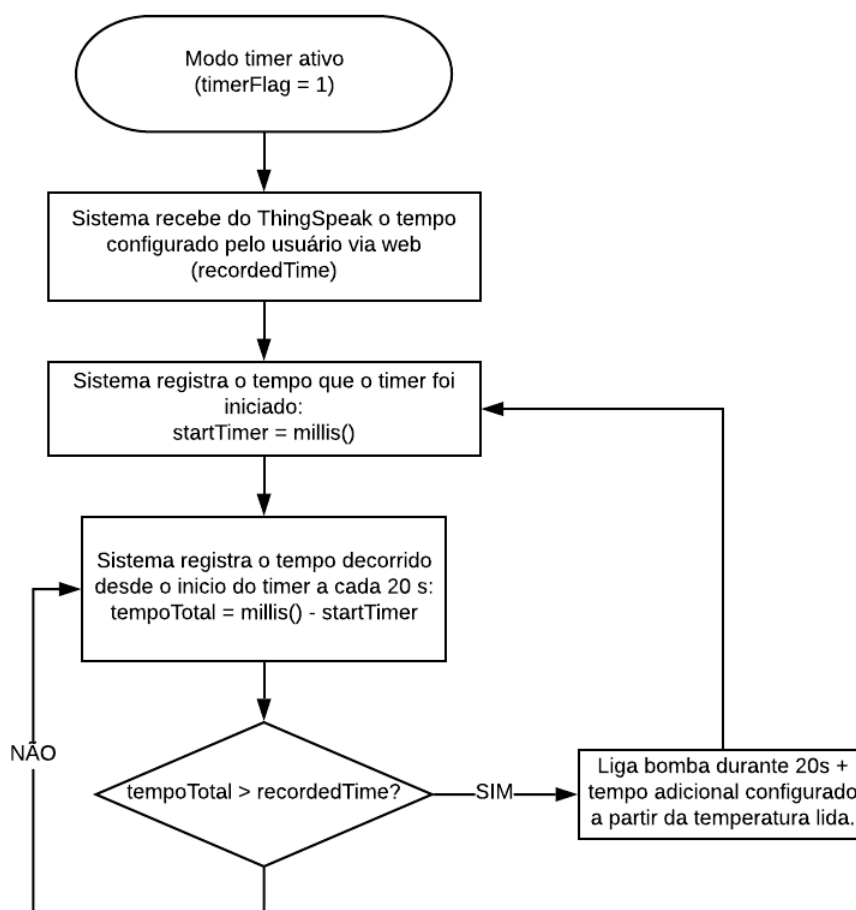 Modo timer ativo
(timerFlag = 1)
Sistema recebe do ThingSpeak o tempo
configurado pelo usuário via web
(recordedTime)
Sistema registra o tempo que o timer foi
iniciado:
startTimer = millis()
Sistema registra o tempo decorrido
desde o inicio do timer a cada 20 s:
tempoTotal = millis() - startTimer
NÃO
tempoTotal > recordedTime?
SIM
Liga bomba durante 20s +
tempo adicional configurado
a partir da temperatura lida.